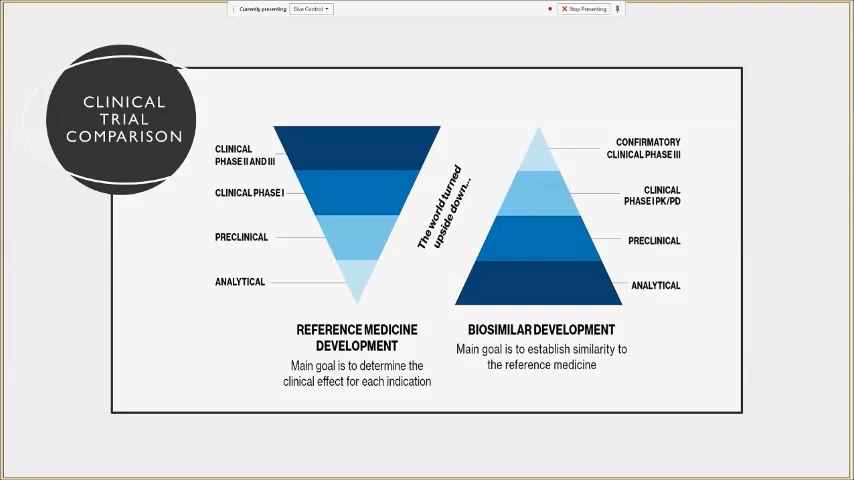 Currently presenting
Give Control
Stop Presenting
CLINICAL
TRIAL
COMPARISON
CLINICAL
PHASE II AND III
CLINICAL PHASE I
PRECLINICAL
ANALYTICAL
The world turned
upside down...
CONFIRMATORY
CLINICAL PHASE III
CLINICAL
PHASE I PK/PD
PRECLINICAL
ANALYTICAL
REFERENCE MEDICINE
DEVELOPMENT
Main goal is to determine the
clinical effect for each indication
BIOSIMILAR DEVELOPMENT
Main goal is to establish similarity to
the reference medicine